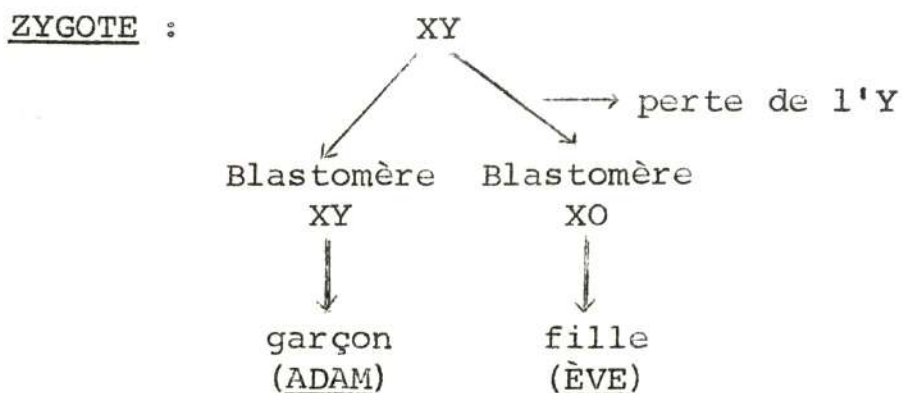 ZYGOTE : XY
→ perte de l'Y
Blastomère Blastomère
XY XO
garçon fille
(ADAM) (ÈVE)